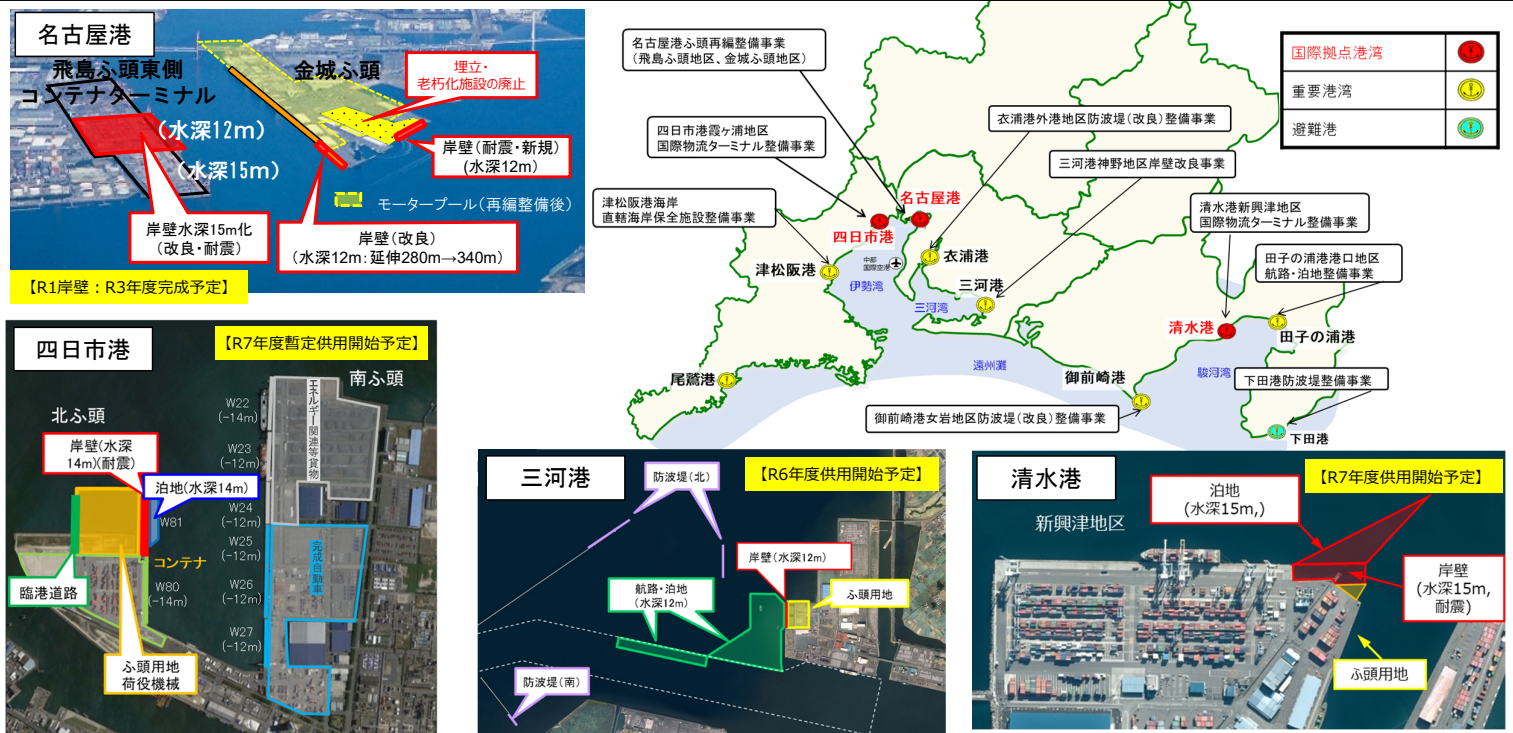 名古屋港
飛島ふ頭東側
コンテナターミナル
(水深12m)
(水深15m)
金城ふ頭
埋立・
老朽化施設の廃止
岸壁(耐震・新規)
(水深12m)
モータープール(再編整備後)
岸壁水深15m化
(改良・耐震)
岸壁(改良)
(水深12m:延伸280m→340m)
【R1岸壁:R3年度完成予定】
名古屋港ふ頭再編整備事業
(飛島ふ頭地区、金城ふ頭地区)
四日市港霞ヶ浦地区
国際物流ターミナル整備事業
津松阪港海岸
直轄海岸保全施設整備事業
衣浦港外港地区防波堤(改良)整備事業
三河港神野地区岸壁改良事業
清水港新興津地区
国際物流ターミナル整備事業
田子の浦港港口地区
航路・泊地整備事業
下田港防波堤整備事業
御前崎港女岩地区防波堤(改良)整備事業
国際拠点港湾
重要港湾
避難港
名古屋港
四日市港
津松阪港
中部
国際空港
衣浦港
伊勢湾
三河湾
三河港
清水港
田子の浦港
尾鷲港
遠州灘
御前崎港
駿河湾
下田港
四日市港
【R7年度暫定供用開始予定】
南ふ頭
北ふ頭
岸壁(水深
14m)(耐震)
泊地(水深14m)
W81
コンテナ
W80
(-14m)
臨港道路
ふ頭用地
荷役機械
W22
(-14m)
W23
(-12m)
W24
(-12m)
W25
(-12m)
W26
(-12m)
W27
(-12m)
エネルギー関連等貨物
完成自動車
三河港
【R6年度供用開始予定】
防波堤(北)
岸壁(水深12m)
航路・泊地
(水深12m)
ふ頭用地
防波堤(南)
清水港
【R7年度供用開始予定】
新興津地区
泊地
(水深15m,)
岸壁
(水深15m,
耐震)
ふ頭用地